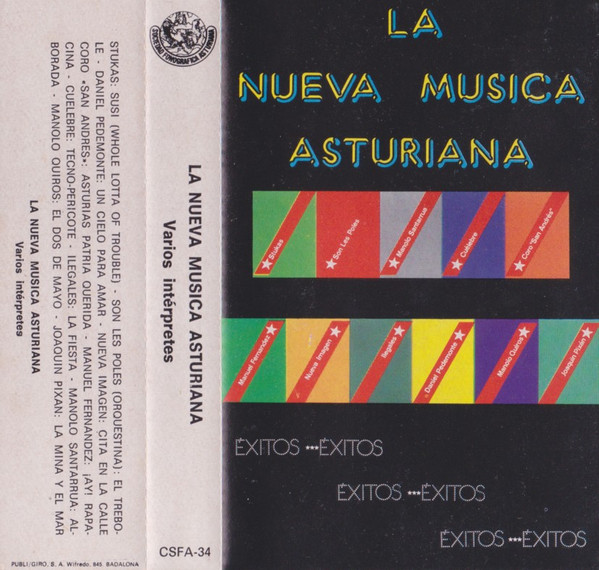 STUKAS: SUSI (WHOLE LOTTA OF TROUBLE) - SON LES POLES (ORQUESTINA): EL TREBO-
LE - DANIEL PEDEMONTE: UN CIELO PARA AMAR - NUEVA IMAGEN: CITA EN LA CALLE
CORO «SAN ANDRES»: ASTURIAS PATRIA QUERIDA - MANUEL FERNANDEZ: ¡AY! RAPA-
CINA - CUELEBRE: TECNO-PERICOTE - ILEGALES: LA FIESTA - MANOLO SANTARRUA: AL-
BORADA - MANOLO QUIROS: EL DOS DE MAYO - JOAQUIN PIXAN: LA MINA Y EL MAR
LA NUEVA MUSICA ASTURIANA
Varios intérpretes
PUBLI GIRO, S. A. Wifredo, 645 BADALONA
FONOGRAFICA ASTURIANA
LA NUEVA MUSICA ASTURIANA
Varios intérpretes
CSFA-34
LA
NUEVA MUSICA
ASTURIANA
Stukas
Son Les Poles
Manolo Santarrua
Cuélebre
Coro "San Andrés"
Manuel Fernández
Nueva Imagen
Ilegales
Daniel Pedemonte
Manolo Quirós
Joaquín Pixán
ÉXITOS ***ÉXITOS
ÉXITOS ***ÉXITOS
ÉXITOS ***ÉXITOS